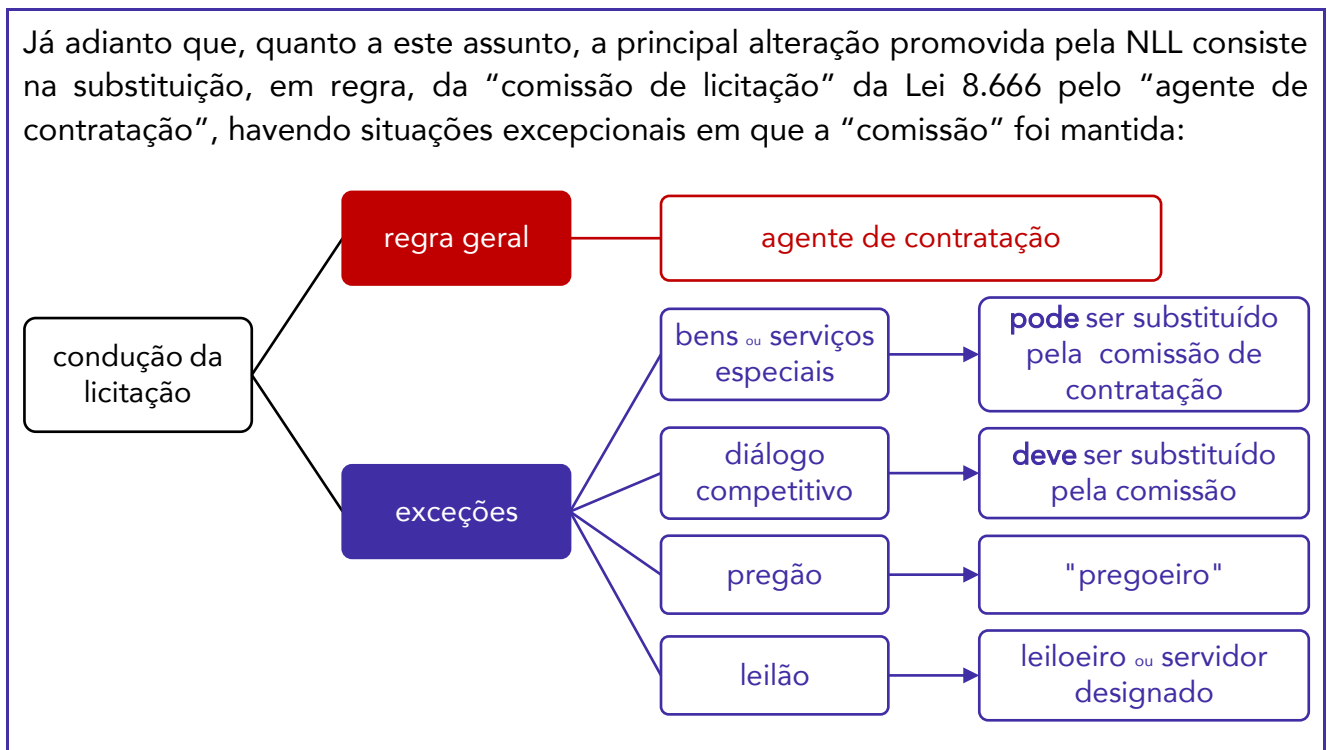 Já adianto que, quanto a este assunto, a principal alteração promovida pela NLL consiste
na substituição, em regra, da “comissão de licitação” da Lei 8.666 pelo “agente de
contratação”, havendo situações excepcionais em que a “comissão” foi mantida:
regra geral
agente de contratação
condução da
licitação
exceções
bens ou serviços
especiais
pode ser substituído
pela comissão de
contratação
diálogo
competitivo
deve ser substituído
pela comissão
pregão
"pregoeiro"
leilão
leiloeiro ou servidor
designado